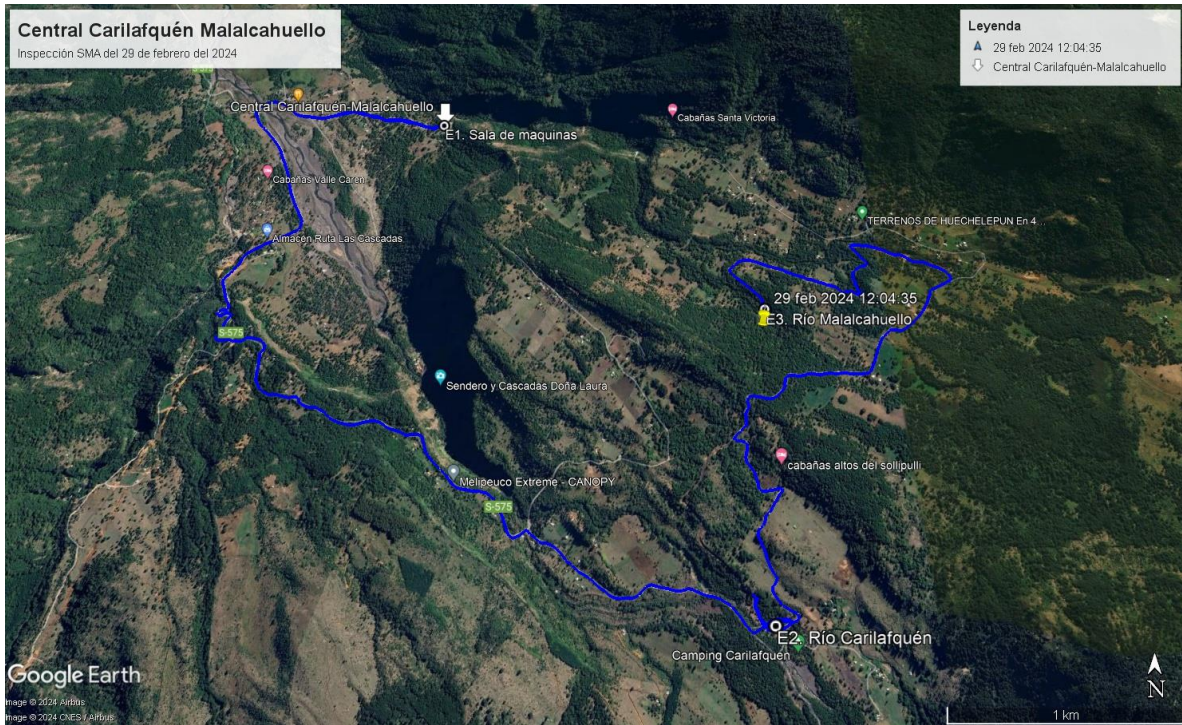 Central Carilafquén Malalcahuello
Inspección SMA del 29 de febrero del 2024
Leyenda
29 feb 2024 12:04:35
Central Carilafquén-Malalcahuello
Central Carilafquén-Malalcahuello
E1. Sala de maquinas
Cabañas Santa Victoria
Cabañas Valle Caren
TERRENOS DE HUECHELEPUN En 4...
Almacén Ruta Las Cascadas
29 feb 2024 12:04:35
E3. Río Malalcahuello
S-575
Sendero y Cascadas Doña Laura
cabañas altos del sollipulli
Melipeuco Extreme - CANOPY
S-575
E2. Río Carilafquén
Camping Carilafquén
Google Earth
N
mage © 2024 Airbus
mage © 2024 CNES / Airbus
1 km